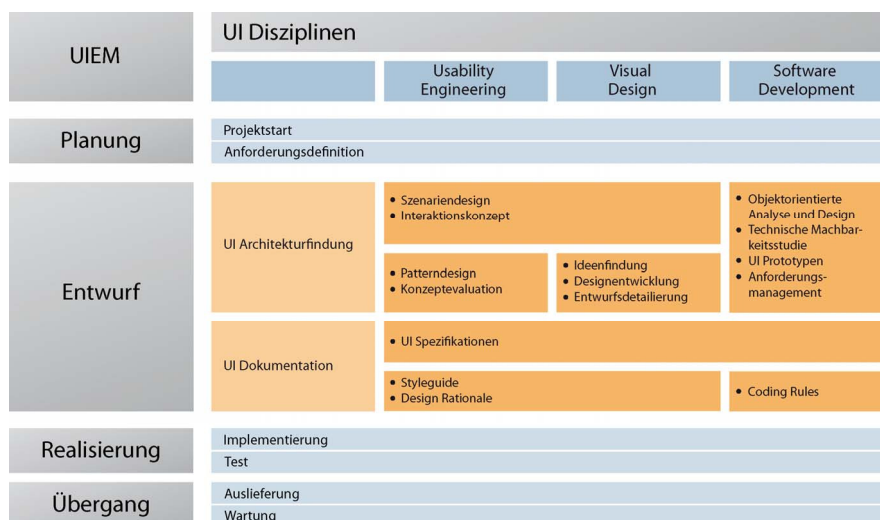 UIEM
UI Disziplinen
Usability
Engineering
Visual
Design
Software
Development
Planung
Projektstart
Anforderungsdefinition
Entwurf
UI Architekturfindung
• Szenariendesign
• Interaktionskonzept
• Patterndesign
• Konzeptevaluation
• Ideenfindung
• Designentwicklung
• Entwurfsdetailierung
• Objektorientierte
Analyse und Design
• Technische Machbar-
keitsstudie
• UI Prototypen
• Anforderungs-
management
UI Dokumentation
• UI Spezifikationen
• Styleguide
• Design Rationale
• Coding Rules
Realisierung
Implementierung
Test
Übergang
Auslieferung
Wartung